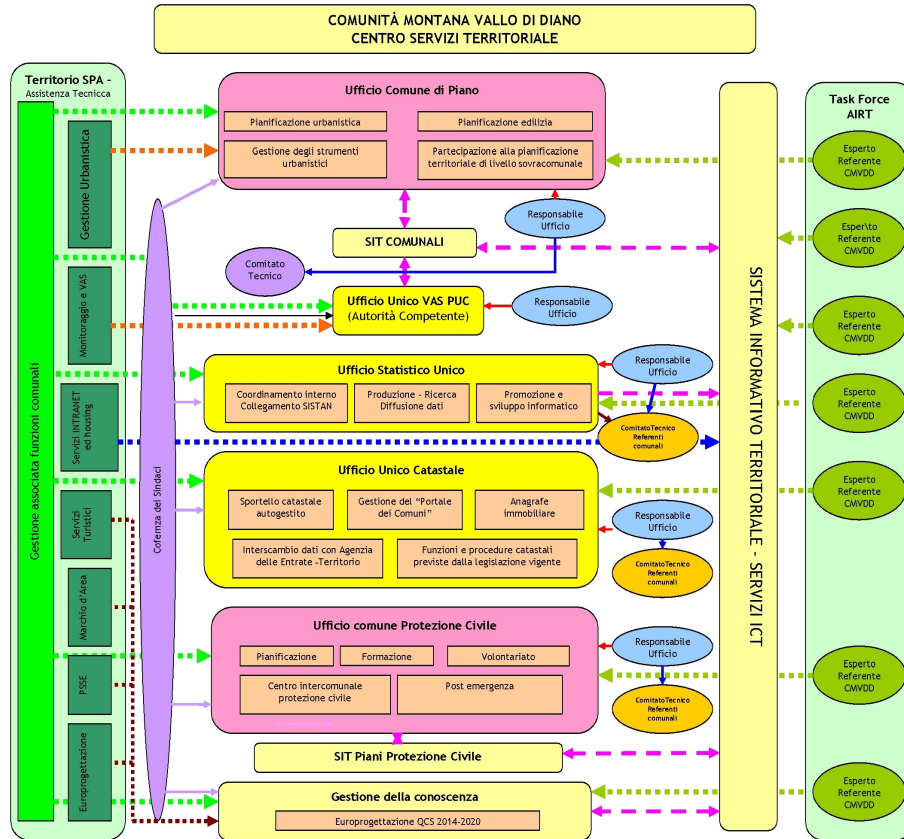 COMUNITÀ MONTANA VALLO DI DIANO
CENTRO SERVIZI TERRITORIALE
Territorio SPA -
Assistenza Tecnicca
Gestione associata funzioni comunali
Gestione Urbanistica
Monitoraggio e VAS
Servizi INTRANET
ed housing
Servizi
Turistici
Marchio d'Area
PSSE
Europrogettazione
Cofernza dei Sindaci
Ufficio Comune di Piano
Pianificazione urbanistica
Pianificazione edilizia
Gestione degli strumenti
urbanistici
Partecipazione alla pianificazione
territoriale di livello sovracomunale
Responsabile
Ufficio
SIT COMUNALI
Comitato
Tecnico
Ufficio Unico VAS PUC
(Autorità Competente)
Responsabile
Ufficio
Ufficio Statistico Unico
Coordinamento interno
Collegamento SISTAN
Produzione - Ricerca
Diffusione dati
Promozione e
sviluppo informatico
Responsabile
Ufficio
ComitatoTecnico
Referenti
comunali
Ufficio Unico Catastale
Sportello catastale
autogestito
Gestione del "Portale
dei Comuni"
Anagrafe
immobiliare
Interscambio dati con Agenzia
delle Entrate -Territorio
Funzioni e procedure catastali
previste dalla legislazione vigente
Responsabile
Ufficio
ComitatoTecnico
Referenti
comunali
Ufficio comune Protezione Civile
Pianificazione
Formazione
Volontariato
Centro intercomunale
protezione civile
Post emergenza
Responsabile
Ufficio
ComitatoTecnico
Referenti
comunali
SIT Piani Protezione Civile
Gestione della conoscenza
Europrogettazione QCS 2014-2020
SISTEMA INFORMATIVO TERRITORIALE - SERVIZI ICT
Task Force
AIRT
Esperto
Referente
CMVDD
Esper\to
Referente
CMVDD
Esperto
Referente
CMVDD
Esperto
Referente
CMVDD
Esperto
Referente
CMVDD
Esperto
Referente
CMVDD
Esperto
Referente
CMVDD